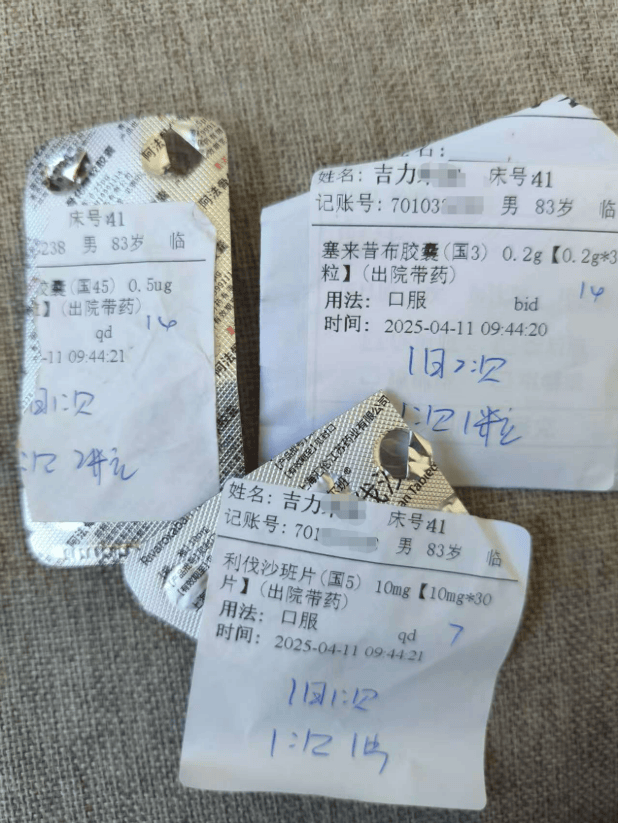 床号41
238 男 83岁 临
胶囊(国45) 0.5ug
】(出院带药)
qd 14
-11 09:44:21
1次
2粒
姓名: 吉力 床号41
记账号: 70103 男 83岁 临
塞来昔布胶囊(国3) 0.2g【0.2g*3
粒】(出院带药) 14
用法: 口服 bid
时间: 2025-04-11 09:44:20
1日2次
1次1粒
姓名: 吉力 床号41
记账号: 701 男 83岁 临
利伐沙班片(国5) 10mg【10mg*30
片】(出院带药)
用法: 口服 qd 7
时间: 2025-04-11 09:44:21
1日1次
1次1片